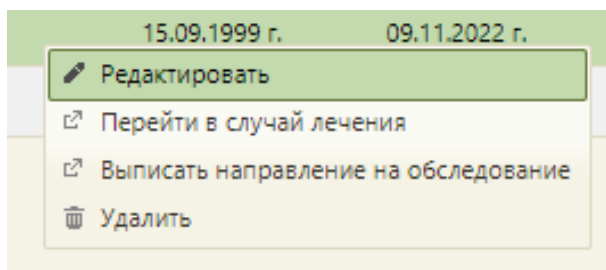 15.09.1999 г. 09.11.2022 г.
Редактировать
Перейти в случай лечения
Выписать направление на обследование
Удалить